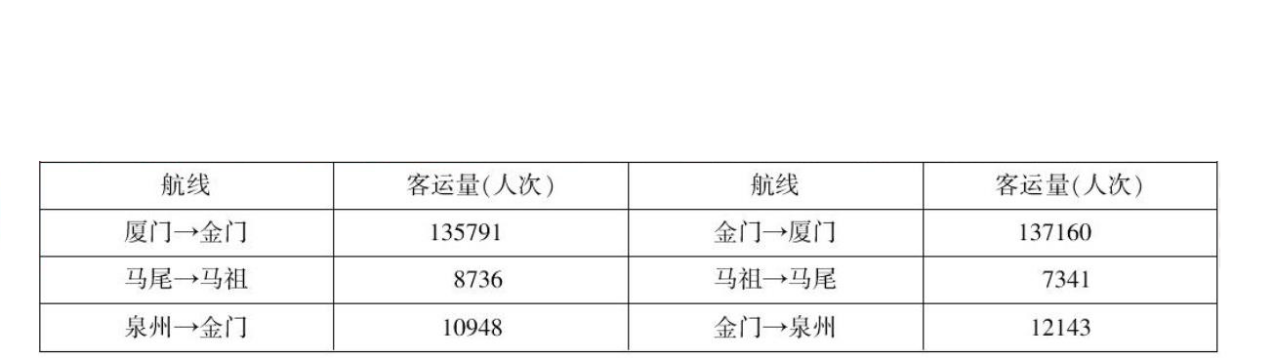 航线 客运量(人次) 航线 客运量(人次)
厦门→金门 135791 金门→厦门 137160
马尾→马祖 8736 马祖→马尾 7341
泉州→金门 10948 金门→泉州 12143